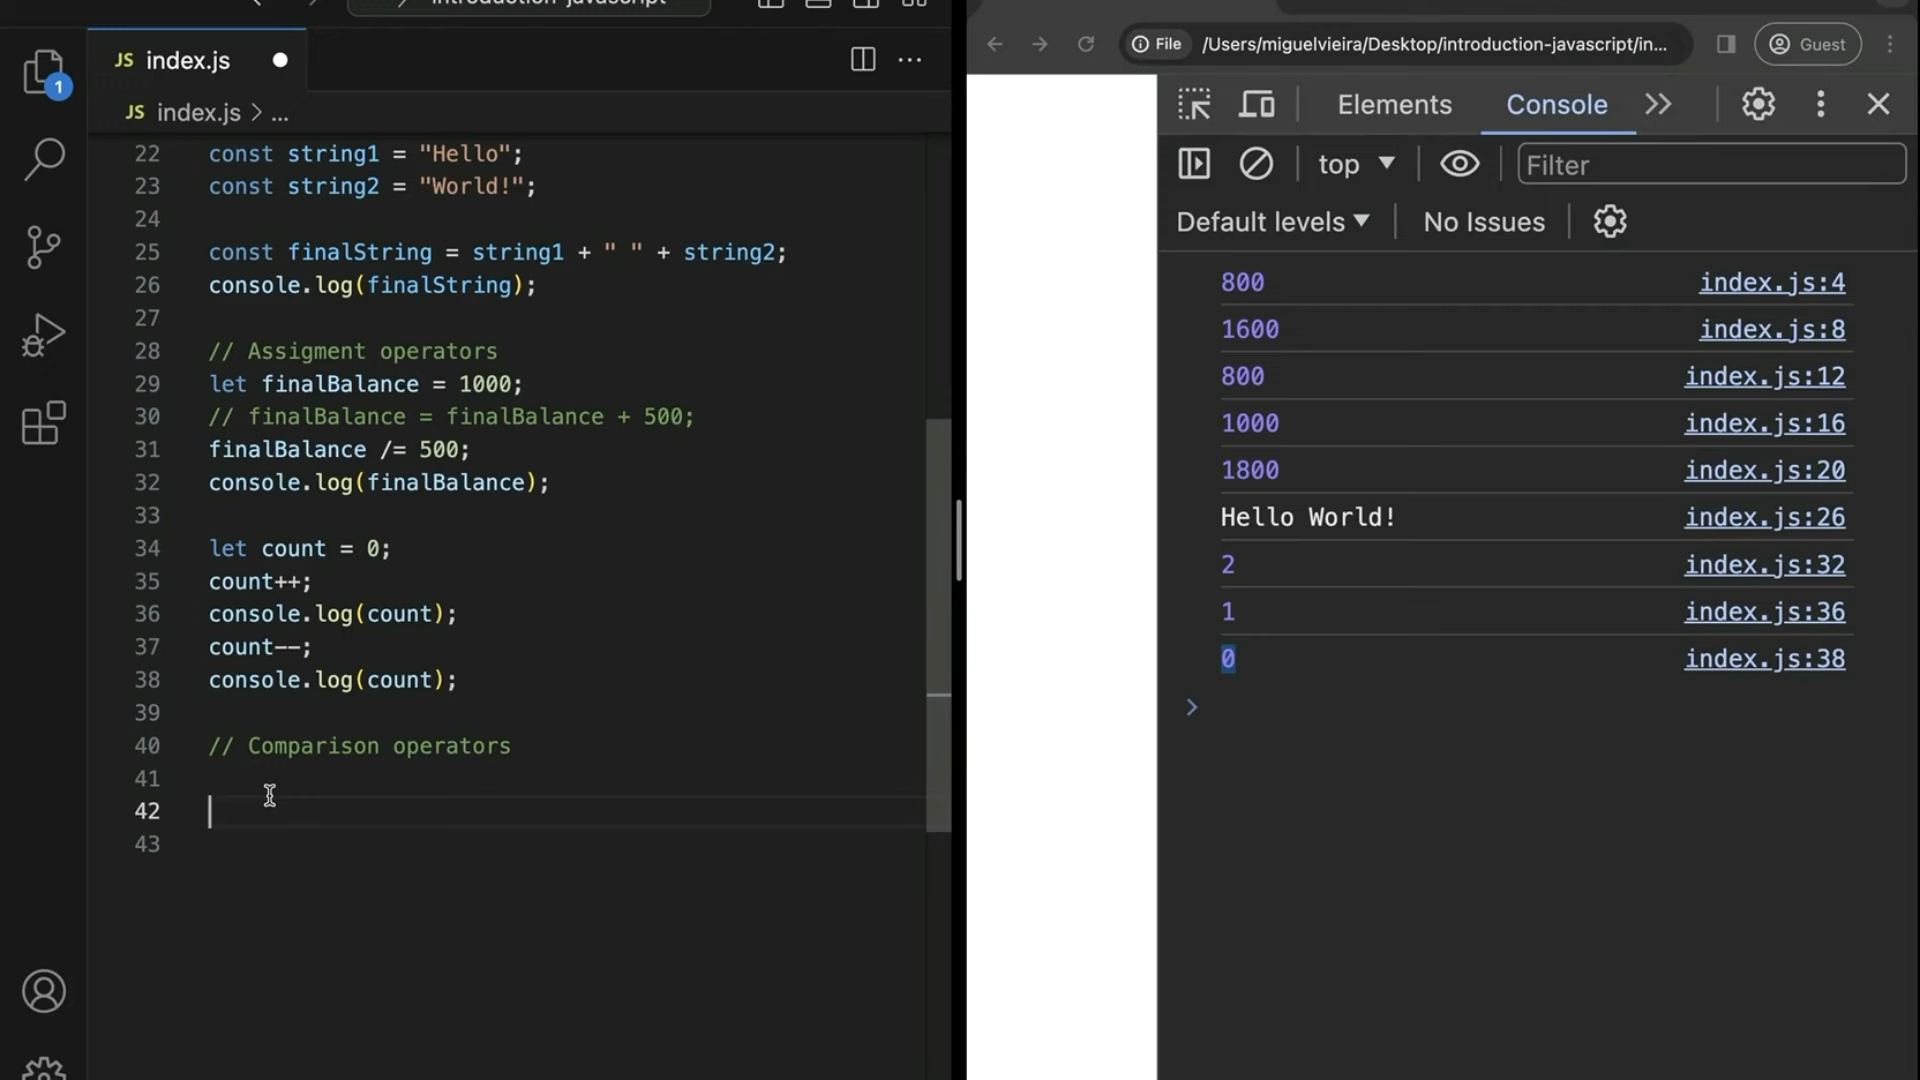 JS index.js
JS index.js > ...
1
22 const string1 = "Hello";
23 const string2 = "World!";
24
25 const finalString = string1 + " " + string2;
26 console.log(finalString);
27
28 // Assigment operators
29 let finalBalance = 1000;
30 // finalBalance = finalBalance + 500;
31 finalBalance /= 500;
32 console.log(finalBalance);
33
34 let count = 0;
35 count++;
36 console.log(count);
37 count--;
38 console.log(count);
39
40 // Comparison operators
41
42
43
File /Users/miguelvieira/Desktop/introduction-javascript/in... Guest
Elements Console
top Filter
Default levels No Issues
800 index.js:4
1600 index.js:8
800 index.js:12
1000 index.js:16
1800 index.js:20
Hello World! index.js:26
2 index.js:32
1 index.js:36
0 index.js:38